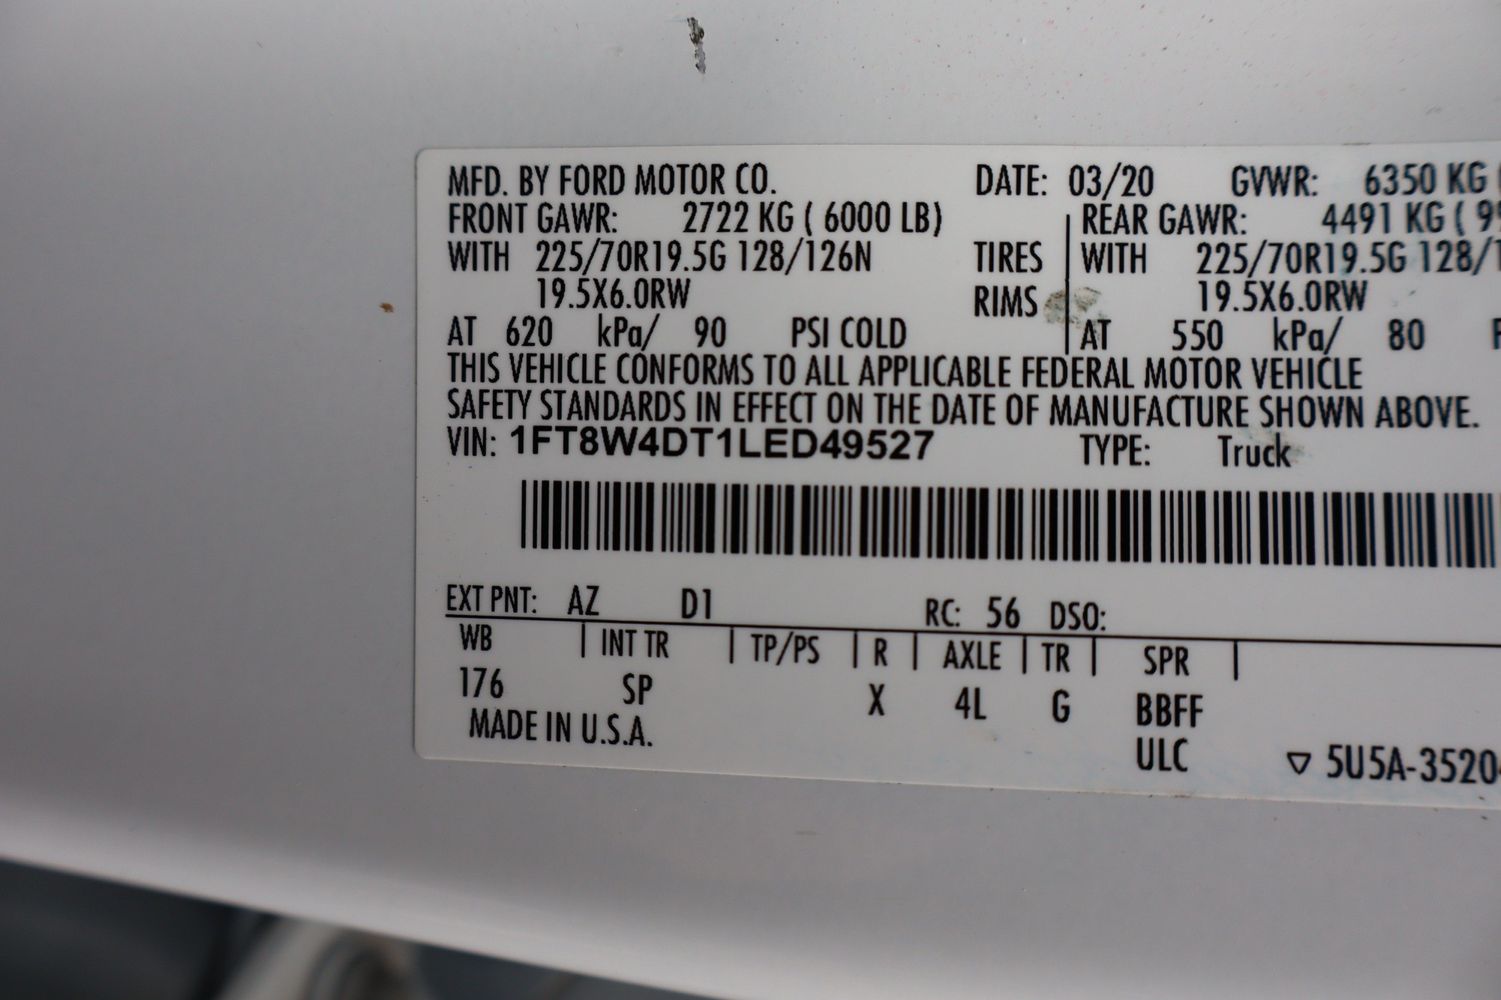 MFD. BY FORD MOTOR CO. DATE: 03/20 GVWR: 6350 KG
FRONT GAWR: 2722 KG ( 6000 LB) REAR GAWR: 4491 KG ( 99
WITH 225/70R19.5G 128/126N TIRES WITH 225/70R19.5G 128/1
19.5X6.0RW RIMS 19.5X6.0RW
AT 620 kPa/ 90 PSI COLD AT 550 kPa/ 80
THIS VEHICLE CONFORMS TO ALL APPLICABLE FEDERAL MOTOR VEHICLE
SAFETY STANDARDS IN EFFECT ON THE DATE OF MANUFACTURE SHOWN ABOVE.
VIN: 1FT8W4DT1LED49527 TYPE: Truck
EXT PNT: AZ D1 RC: 56 DSO:
WB | INT TR | TP/PS | R | AXLE | TR | SPR |
176 SP X 4L G BBFF
MADE IN U.S.A. ULC ▽ 5U5A-3520